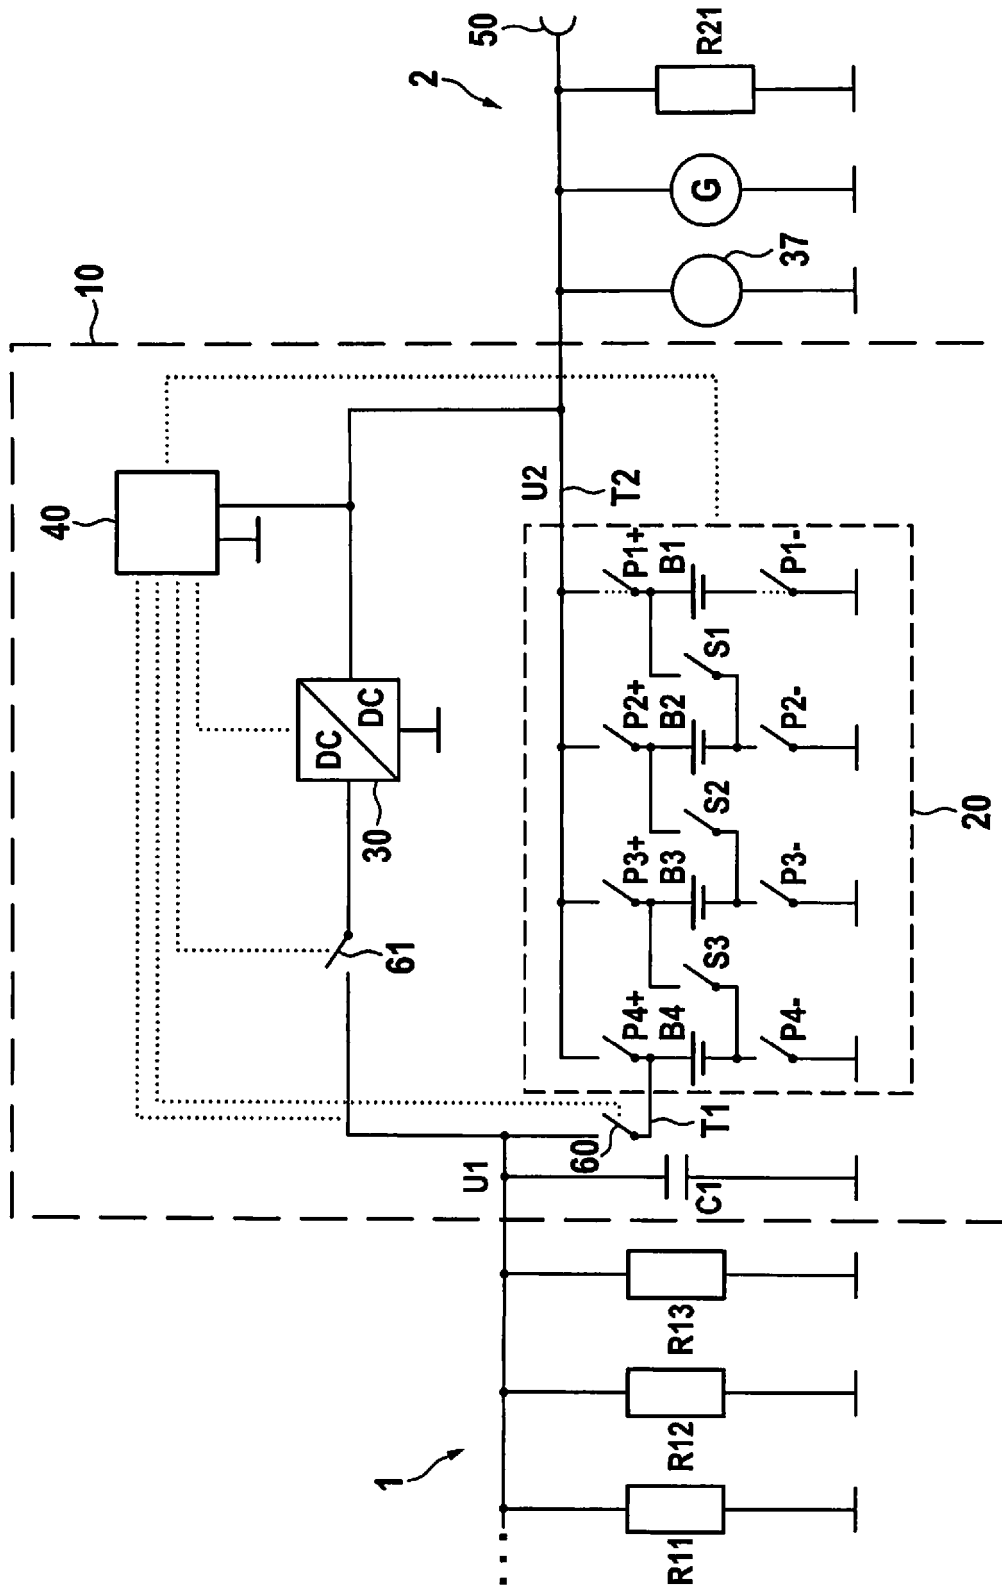 10
40
30
DC
DC
61
50
2
R21
G
37
U2
T2
P1+
B1
P1-
S1
P2+
B2
P2-
S2
P3+
B3
P3-
S3
P4+
B4
P4-
20
60
T1
U1
C1
1
R13
R12
R11